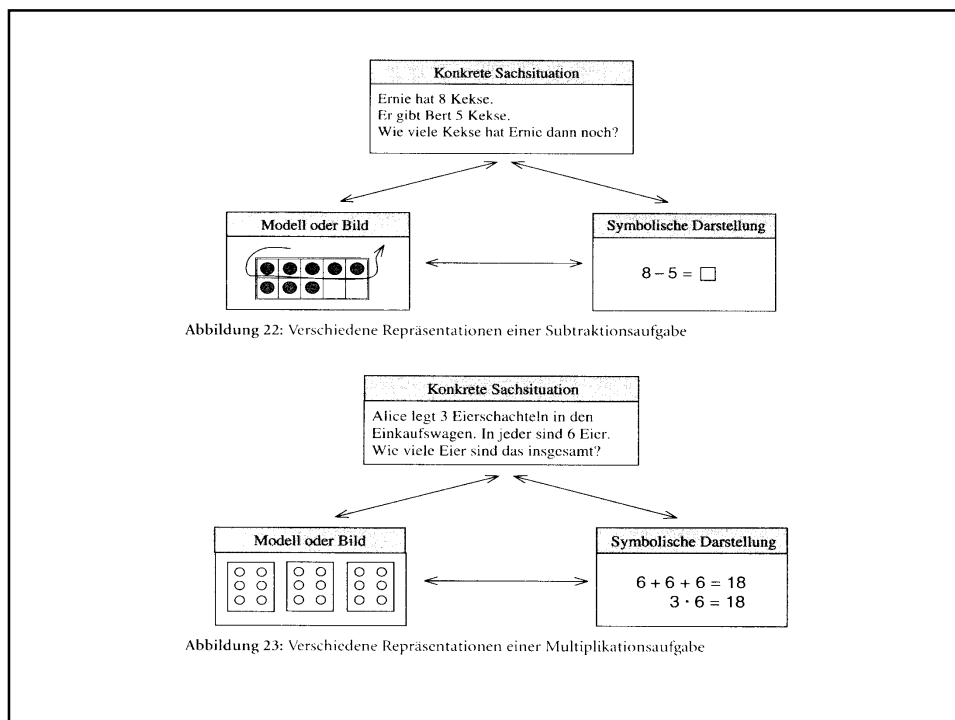 Konkrete Sachsituation
Ernie hat 8 Kekse.
Er gibt Bert 5 Kekse.
Wie viele Kekse hat Ernie dann noch?
Modell oder Bild
Symbolische Darstellung
8 – 5 = □
Abbildung 22: Verschiedene Repräsentationen einer Subtraktionsaufgabe
Konkrete Sachsituation
Alice legt 3 Eierschachteln in den
Einkaufswagen. In jeder sind 6 Eier.
Wie viele Eier sind das insgesamt?
Modell oder Bild
Symbolische Darstellung
6 + 6 + 6 = 18
3 · 6 = 18
Abbildung 23: Verschiedene Repräsentationen einer Multiplikationsaufgabe